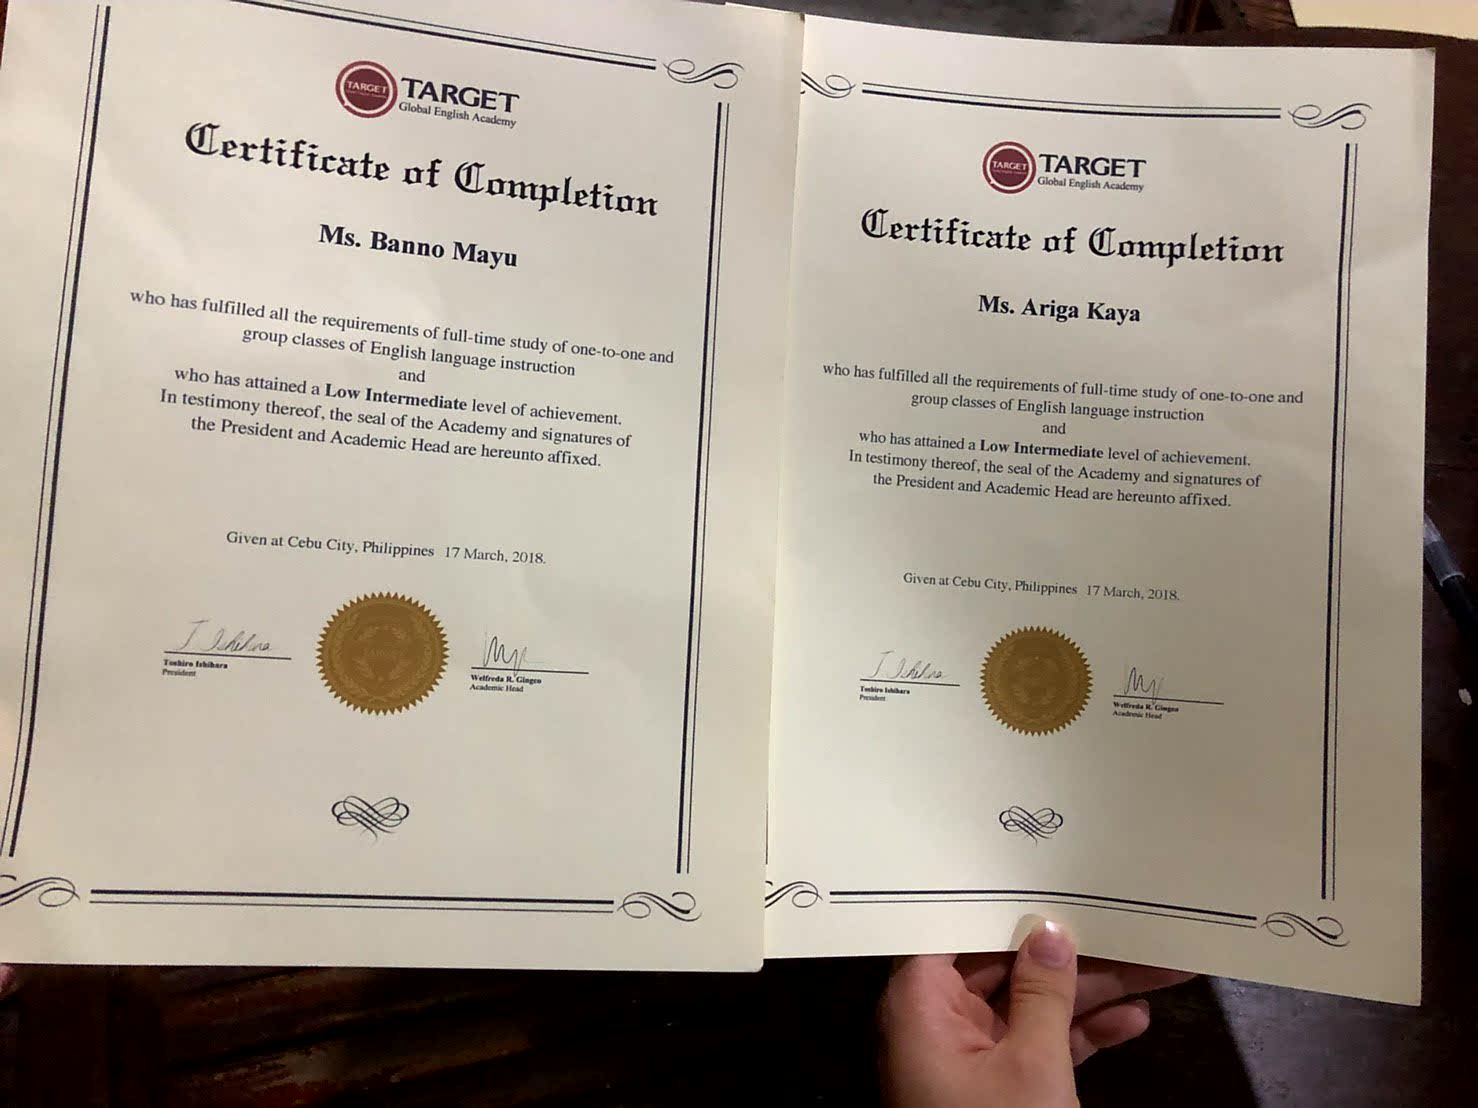 TARGET
TARGET
Global English Academy
Certificate of Completion
Ms. Banno Mayu
who has fulfilled all the requirements of full-time study of one-to-one and
group classes of English language instruction
and
who has attained a Low Intermediate level of achievement.
In testimony thereof, the seal of the Academy and signatures of
the President and Academic Head are hereunto affixed.
Given at Cebu City, Philippines 17 March, 2018.
Toshiro Ishihara
President
Welfreda R. Gingco
Academic Head
TARGET
TARGET
Global English Academy
Certificate of Completion
Ms. Ariga Kaya
who has fulfilled all the requirements of full-time study of one-to-one and
group classes of English language instruction
and
who has attained a Low Intermediate level of achievement.
In testimony thereof, the seal of the Academy and signatures of
the President and Academic Head are hereunto affixed.
Given at Cebu City, Philippines 17 March, 2018.
Toshiro Ishihara
President
Welfreda R. Gingco
Academic Head